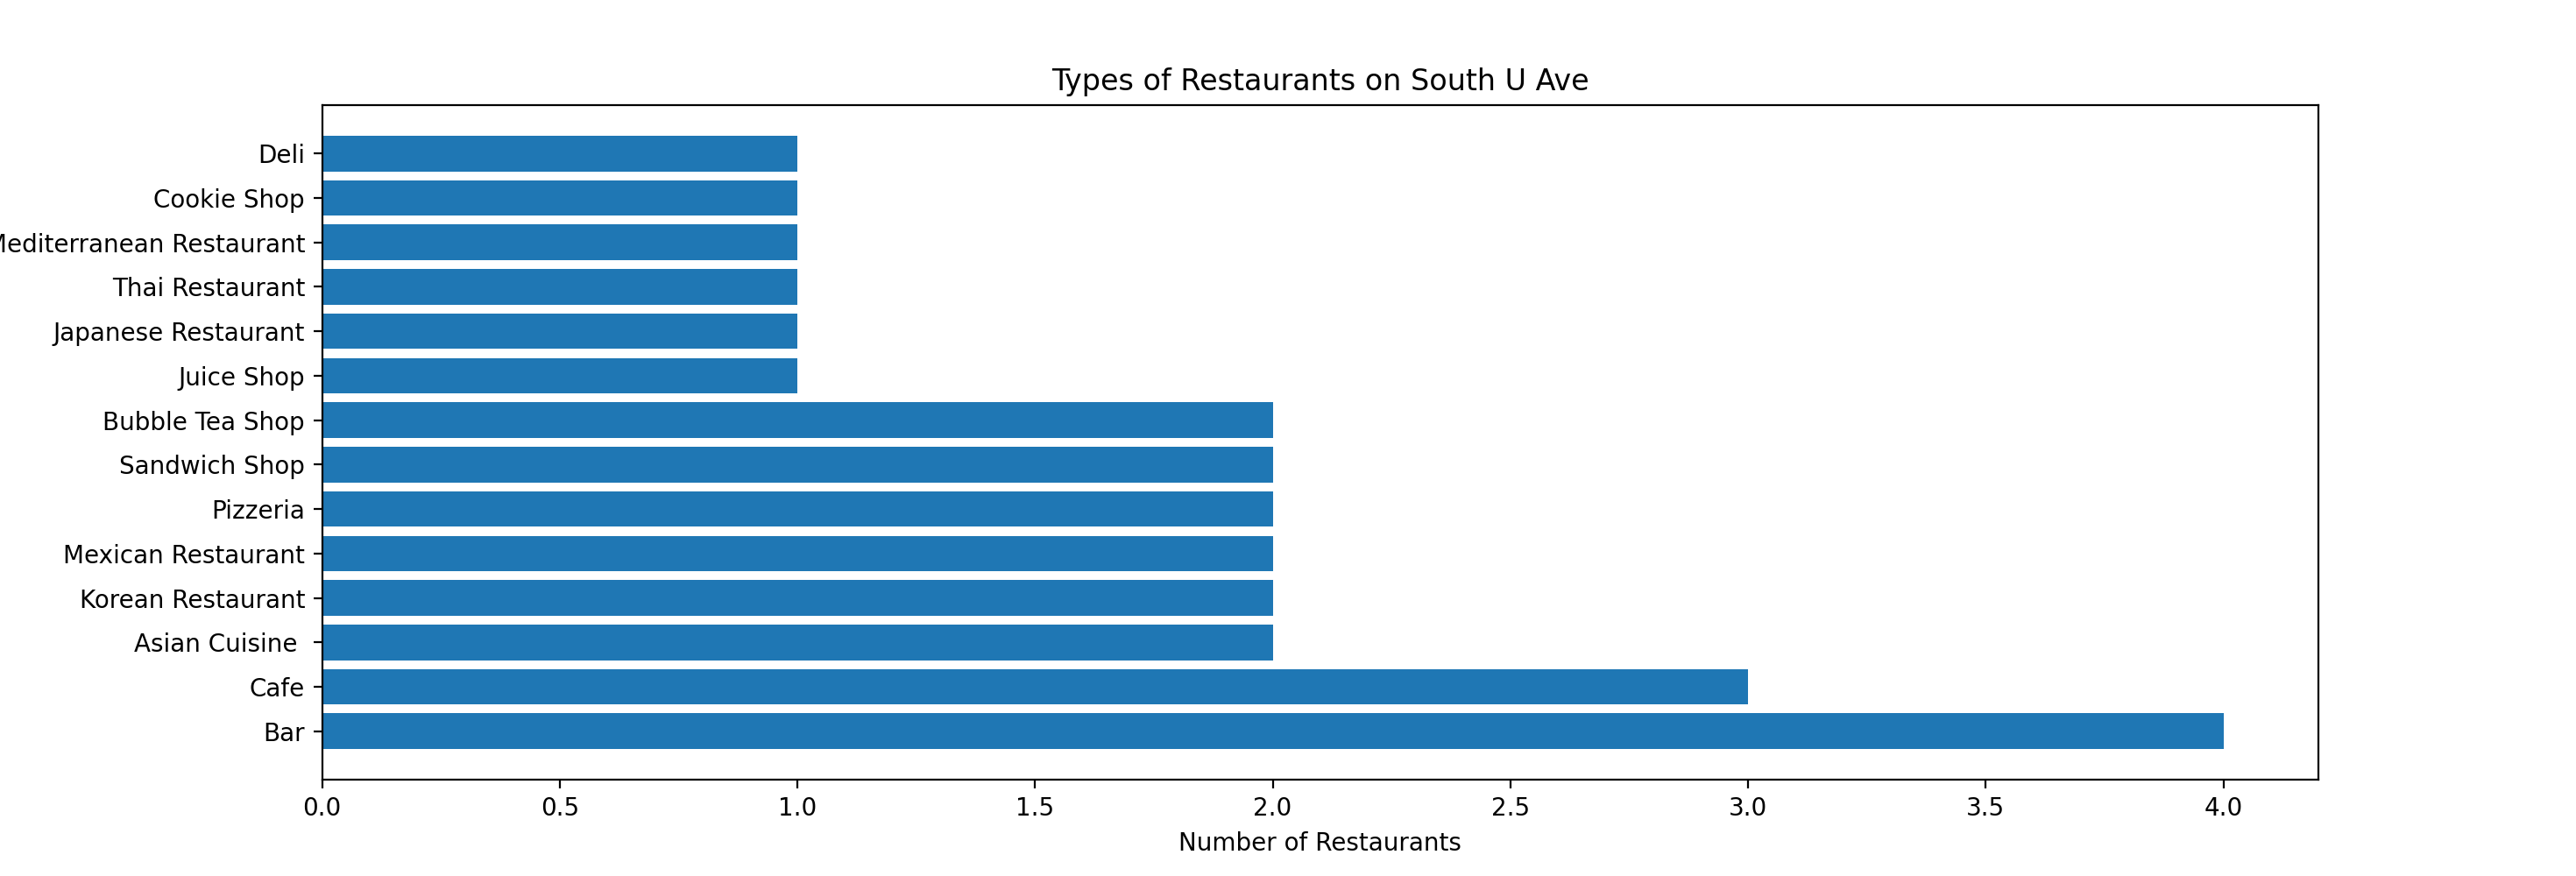 Types of Restaurants on South U Ave
Deli
Cookie Shop
Mediterranean Restaurant
Thai Restaurant
Japanese Restaurant
Juice Shop
Bubble Tea Shop
Sandwich Shop
Pizzeria
Mexican Restaurant
Korean Restaurant
Asian Cuisine
Cafe
Bar
0.0 0.5 1.0 1.5 2.0 2.5 3.0 3.5 4.0
Number of Restaurants